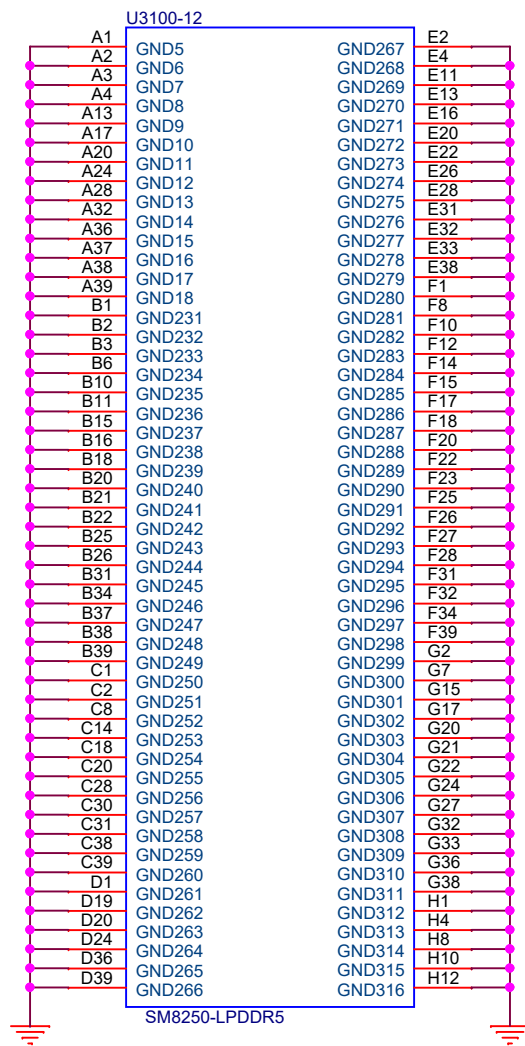 U3100-12
A1 GND5 GND267 E2
A2 GND6 GND268 E4
A3 GND7 GND269 E11
A4 GND8 GND270 E13
A13 GND9 GND271 E16
A17 GND10 GND272 E20
A20 GND11 GND273 E22
A24 GND12 GND274 E26
A28 GND13 GND275 E28
A32 GND14 GND276 E31
A36 GND15 GND277 E32
A37 GND16 GND278 E33
A38 GND17 GND279 E38
A39 GND18 GND280 F1
B1 GND231 GND281 F8
B2 GND232 GND282 F10
B3 GND233 GND283 F12
B6 GND234 GND284 F14
B10 GND235 GND285 F15
B11 GND236 GND286 F17
B15 GND237 GND287 F18
B16 GND238 GND288 F20
B18 GND239 GND289 F22
B20 GND240 GND290 F23
B21 GND241 GND291 F25
B22 GND242 GND292 F26
B25 GND243 GND293 F27
B26 GND244 GND294 F28
B31 GND245 GND295 F31
B34 GND246 GND296 F32
B37 GND247 GND297 F34
B38 GND248 GND298 F39
B39 GND249 GND299 G2
C1 GND250 GND300 G7
C2 GND251 GND301 G15
C8 GND252 GND302 G17
C14 GND253 GND303 G20
C18 GND254 GND304 G21
C20 GND255 GND305 G22
C28 GND256 GND306 G24
C30 GND257 GND307 G27
C31 GND258 GND308 G32
C38 GND259 GND309 G33
C39 GND260 GND310 G36
D1 GND261 GND311 G38
D19 GND262 GND312 H1
D20 GND263 GND313 H4
D24 GND264 GND314 H8
D36 GND265 GND315 H10
D39 GND266 GND316 H12
SM8250-LPDDR5